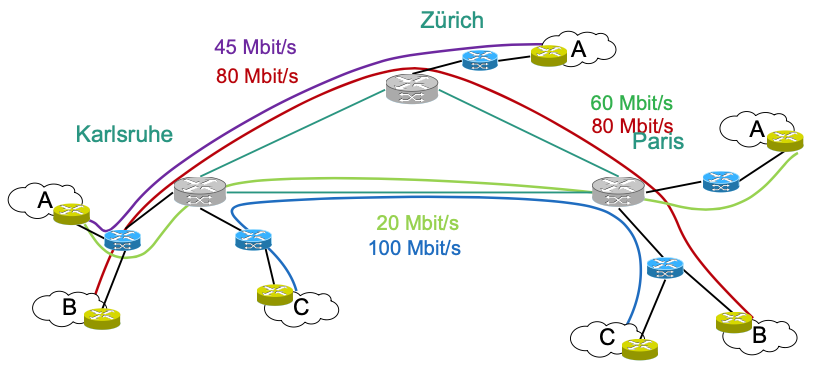 Zürich
45 Mbit/s
80 Mbit/s
A
60 Mbit/s
80 Mbit/s
Karlsruhe
Paris
A
A
20 Mbit/s
100 Mbit/s
B
C
C
B